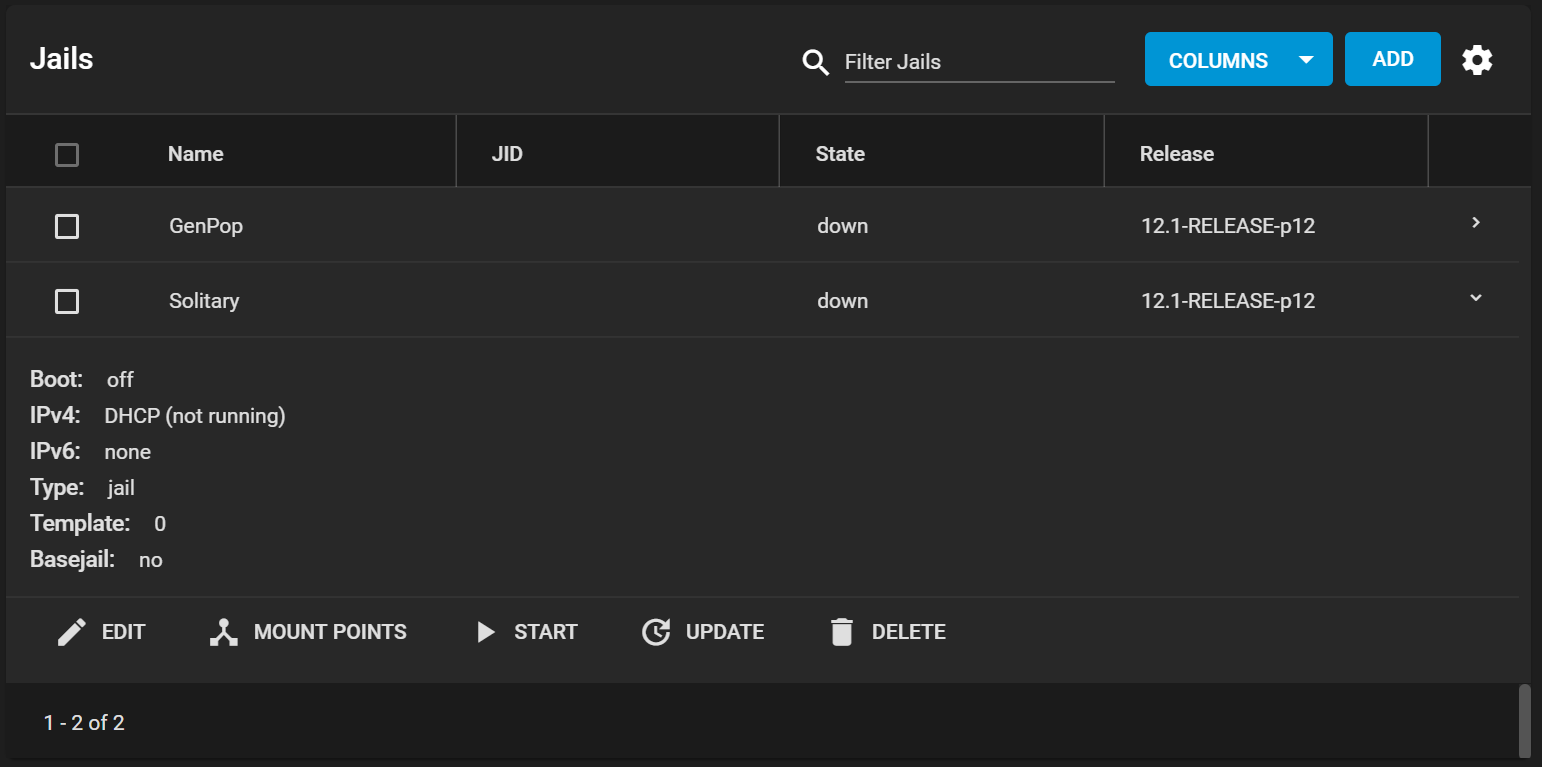 Jails
Filter Jails
COLUMNS
ADD
Name JID State Release
GenPop down 12.1-RELEASE-p12
Solitary down 12.1-RELEASE-p12
Boot: off
IPv4: DHCP (not running)
IPv6: none
Type: jail
Template: 0
Basejail: no
EDIT MOUNT POINTS START UPDATE DELETE
1 - 2 of 2